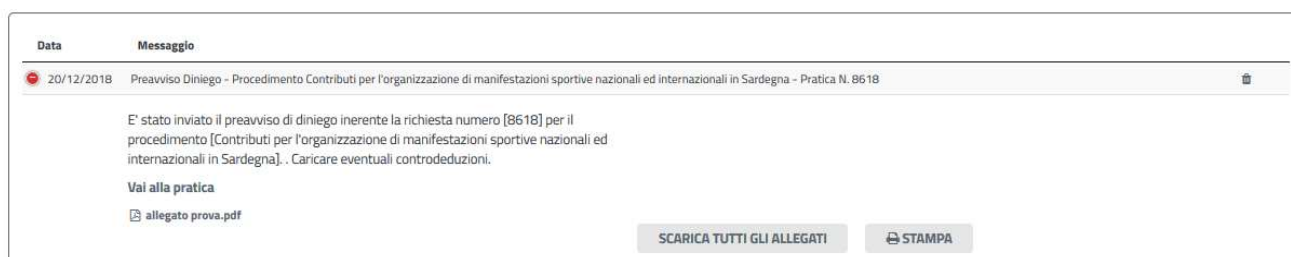 Data Messaggio
20/12/2018 Preavviso Diniego - Procedimento Contributi per l'organizzazione di manifestazioni sportive nazionali ed internazionali in Sardegna - Pratica N. 8618
E' stato inviato il preavviso di diniego inerente la richiesta numero [8618] per il
procedimento [Contributi per l'organizzazione di manifestazioni sportive nazionali ed
internazionali in Sardegna]. . Caricare eventuali controdeduzioni.
Vai alla pratica
allegato prova.pdf
SCARICA TUTTI GLI ALLEGATI STAMPA